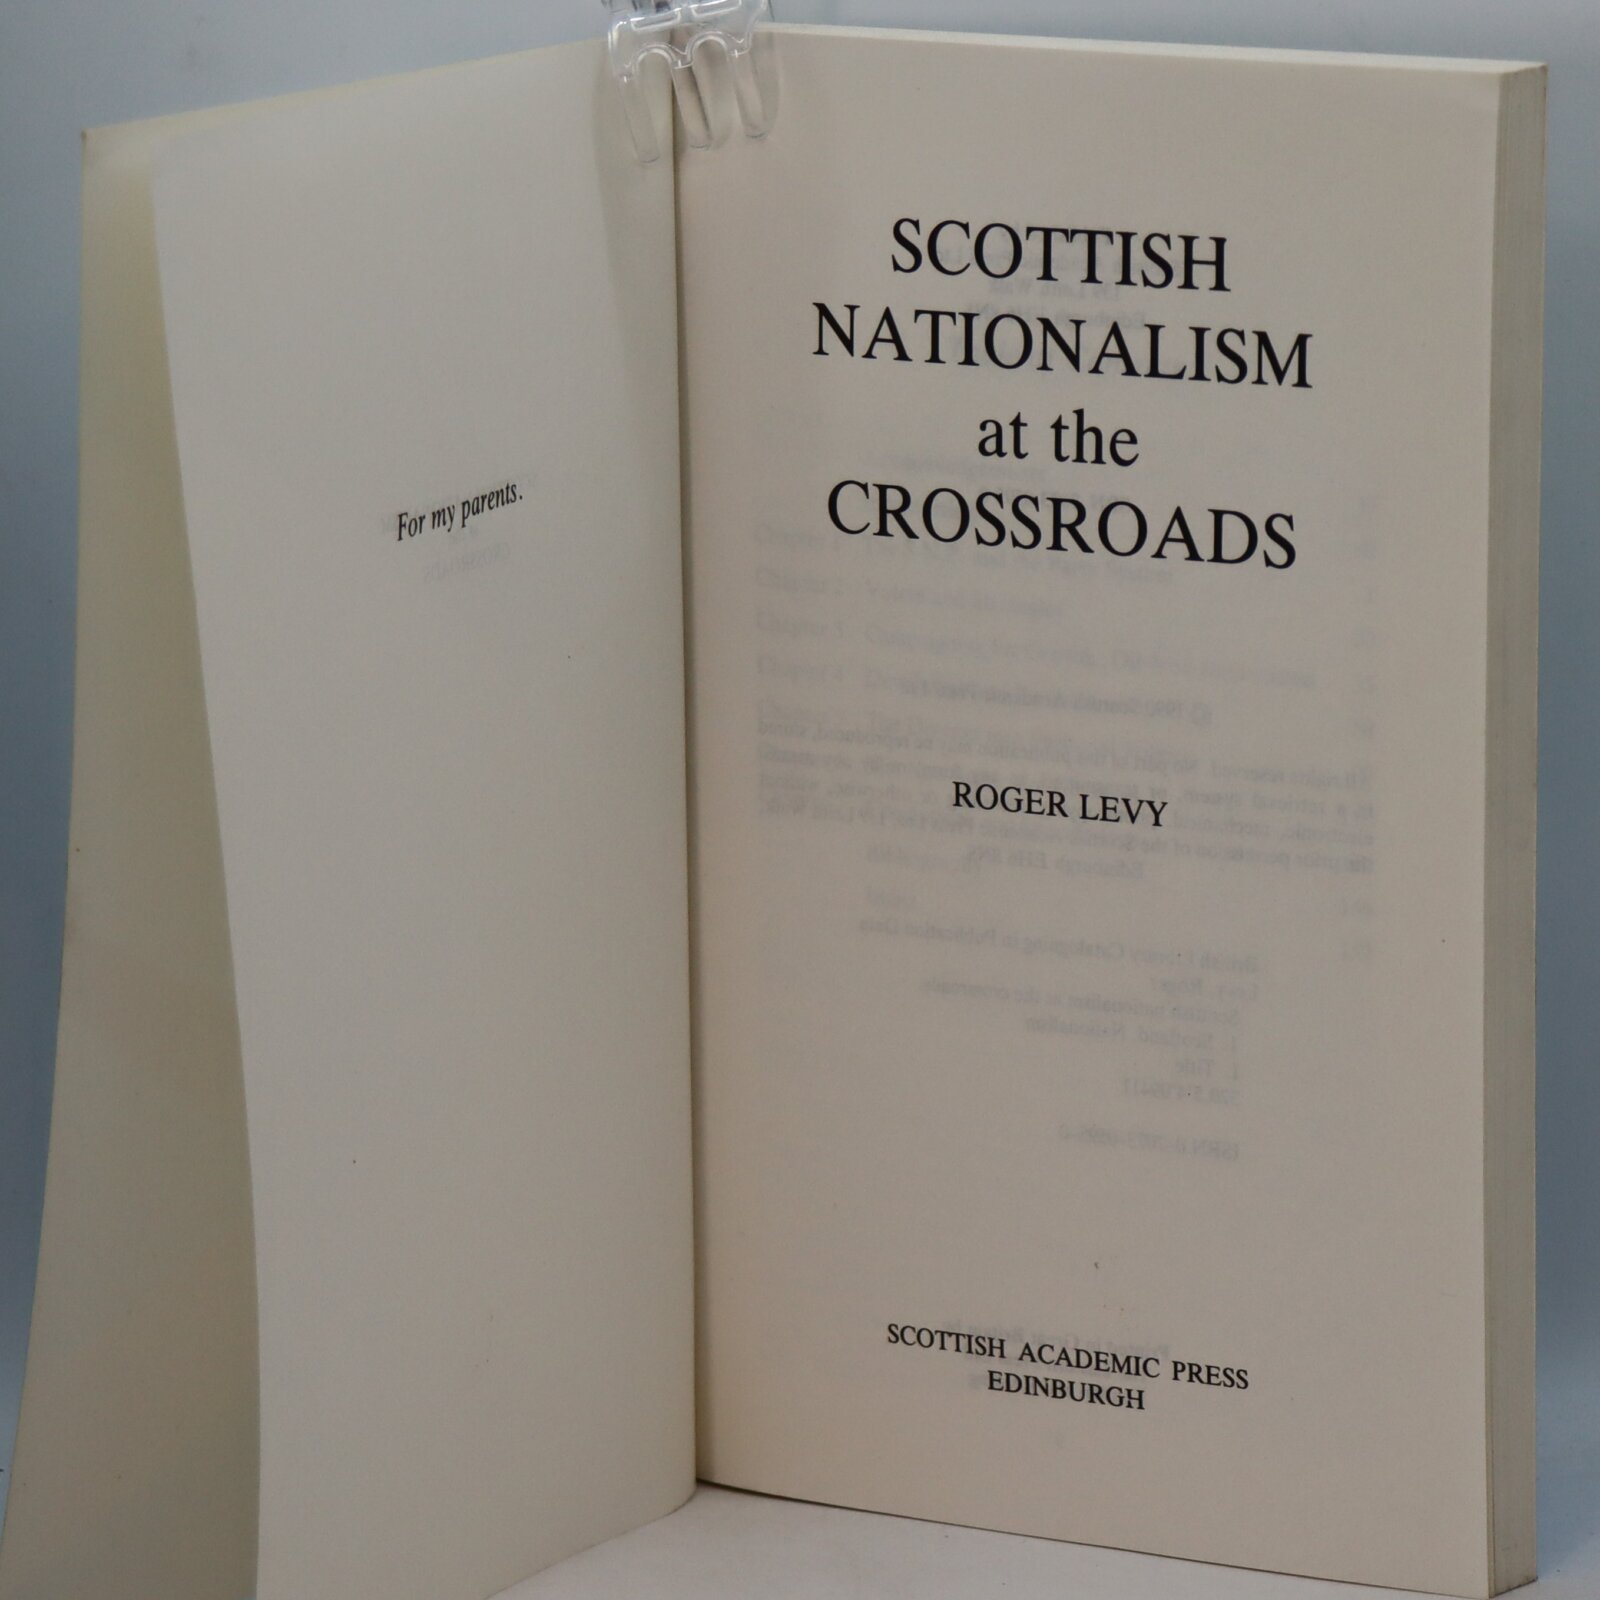 For my parents.
SCOTTISH
NATIONALISM
at the
CROSSROADS
ROGER LEVY
SCOTTISH ACADEMIC PRESS
EDINBURGH